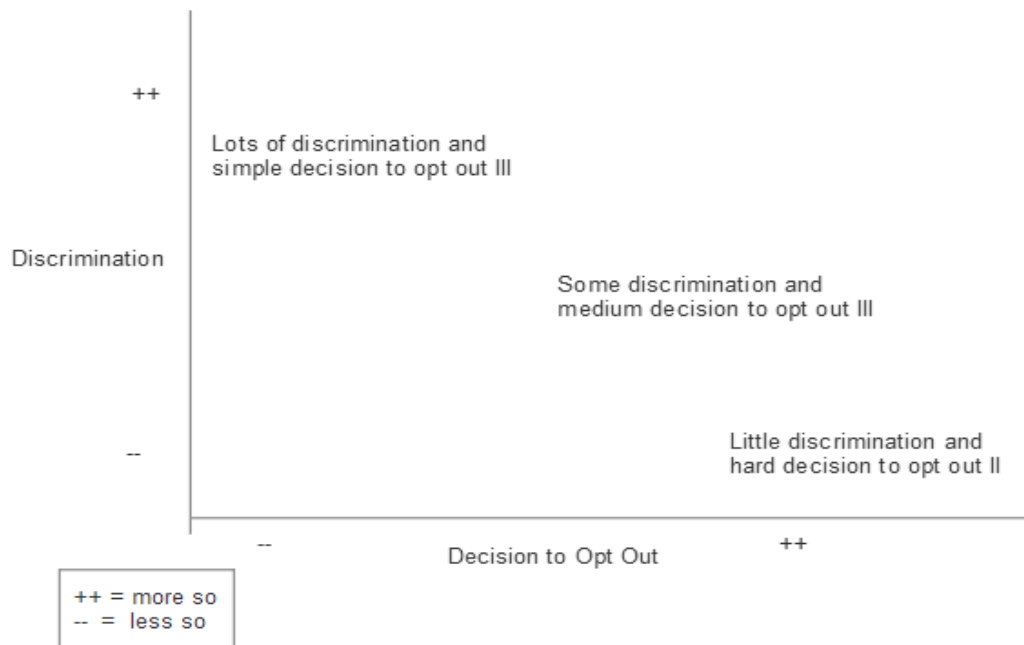 ++
Lots of discrimination and
simple decision to opt out III
Discrimination
Some discrimination and
medium decision to opt out III
--
Little discrimination and
hard decision to opt out II
--
Decision to Opt Out
++
++ = more so
-- = less so